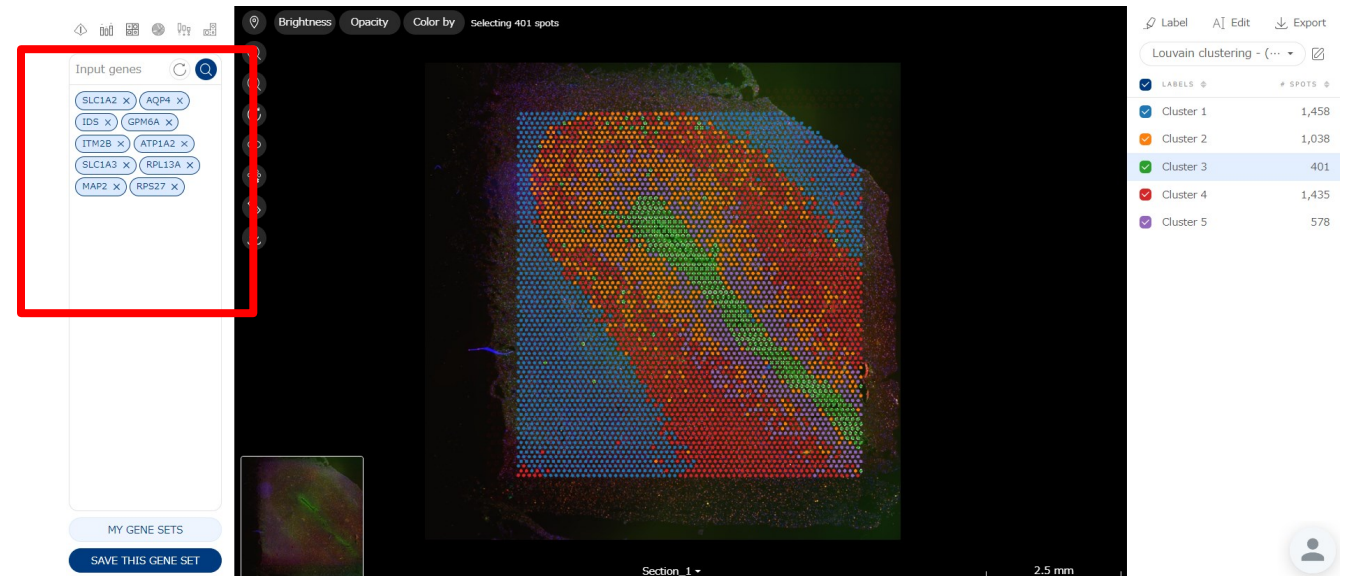 Input genes
SLC1A2 × AQP4 ×
IDS × GPM6A ×
ITM2B × ATP1A2 ×
SLC1A3 × RPL13A ×
MAP2 × RPS27 ×
MY GENE SETS
SAVE THIS GENE SET
Brightness Opacity Color by Selecting 401 spots
Section_1
2.5 mm
Label Edit Export
Louvain clustering - (···
LABELS # SPOTS
Cluster 1 1,458
Cluster 2 1,038
Cluster 3 401
Cluster 4 1,435
Cluster 5 578